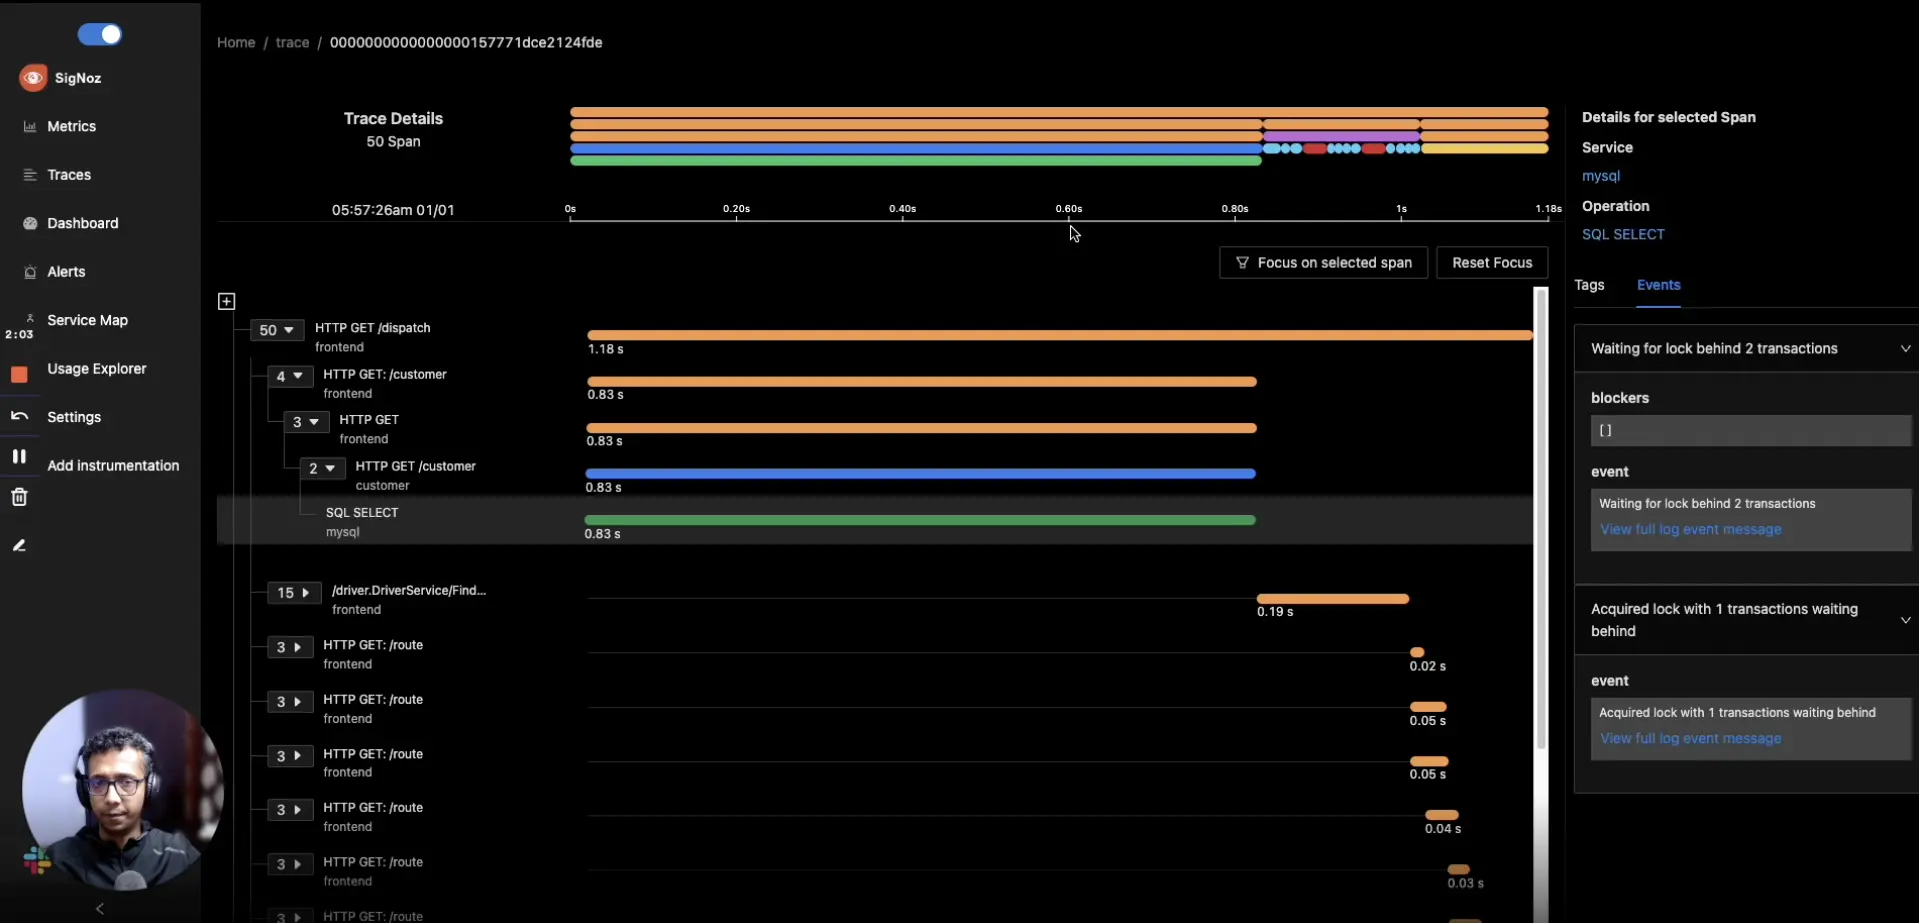 SigNoz
Metrics
Traces
Dashboard
Alerts
Service Map
2:03
Usage Explorer
Settings
Add instrumentation
Home / trace / 0000000000000000157771dce2124fde
Trace Details
50 Span
05:57:26am 01/01
0s 0.20s 0.40s 0.60s 0.80s 1s 1.18s
Focus on selected span
Reset Focus
50 HTTP GET /dispatch
frontend
1.18 s
4 HTTP GET: /customer
frontend
0.83 s
3 HTTP GET
frontend
0.83 s
2 HTTP GET /customer
customer
0.83 s
SQL SELECT
mysql
0.83 s
15 /driver.DriverService/Find...
frontend
0.19 s
3 HTTP GET: /route
frontend
0.02 s
3 HTTP GET: /route
frontend
0.05 s
3 HTTP GET: /route
frontend
0.05 s
3 HTTP GET: /route
frontend
0.04 s
3 HTTP GET: /route
frontend
0.03 s
3 HTTP GET: /route
Details for selected Span
Service
mysql
Operation
SQL SELECT
Tags Events
Waiting for lock behind 2 transactions
blockers
[]
event
Waiting for lock behind 2 transactions
View full log event message
Acquired lock with 1 transactions waiting
behind
event
Acquired lock with 1 transactions waiting behind
View full log event message